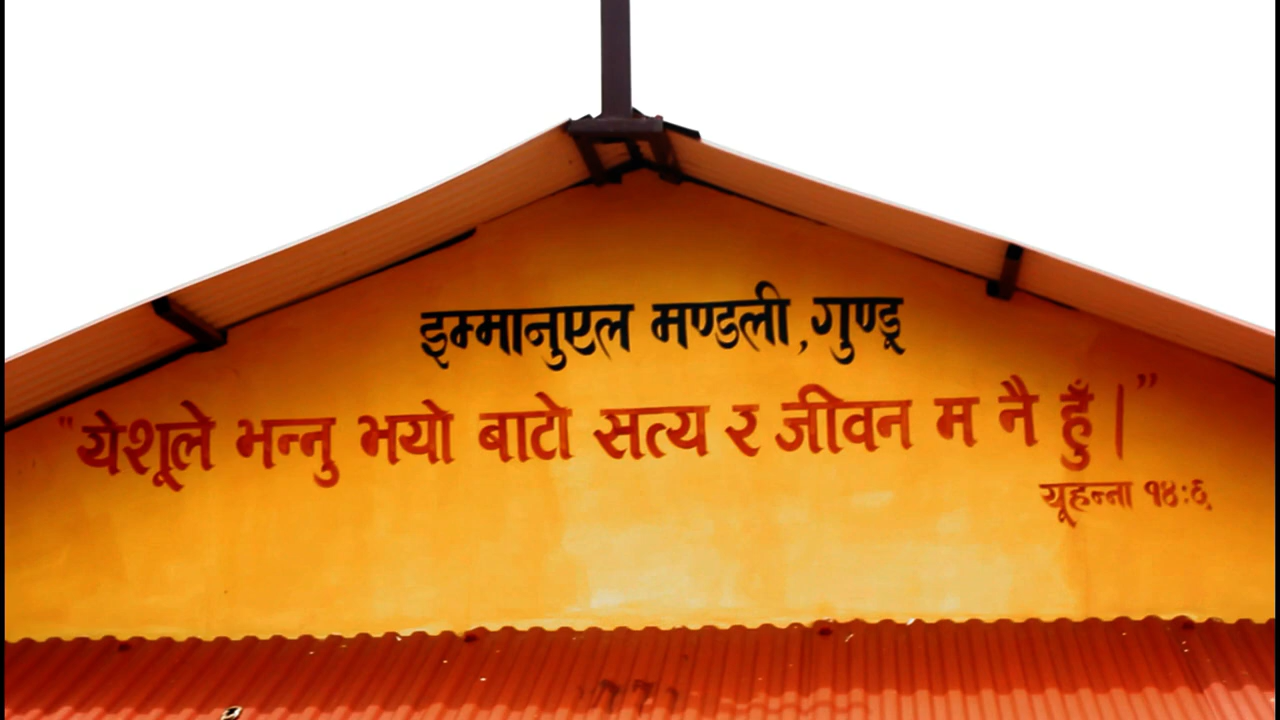 इम्मानुएल मण्डली, गुण्डू
"येशूले भन्नु भयो बाटो सत्य र जीवन म नै हुँ।"
यूहन्ना १४:६